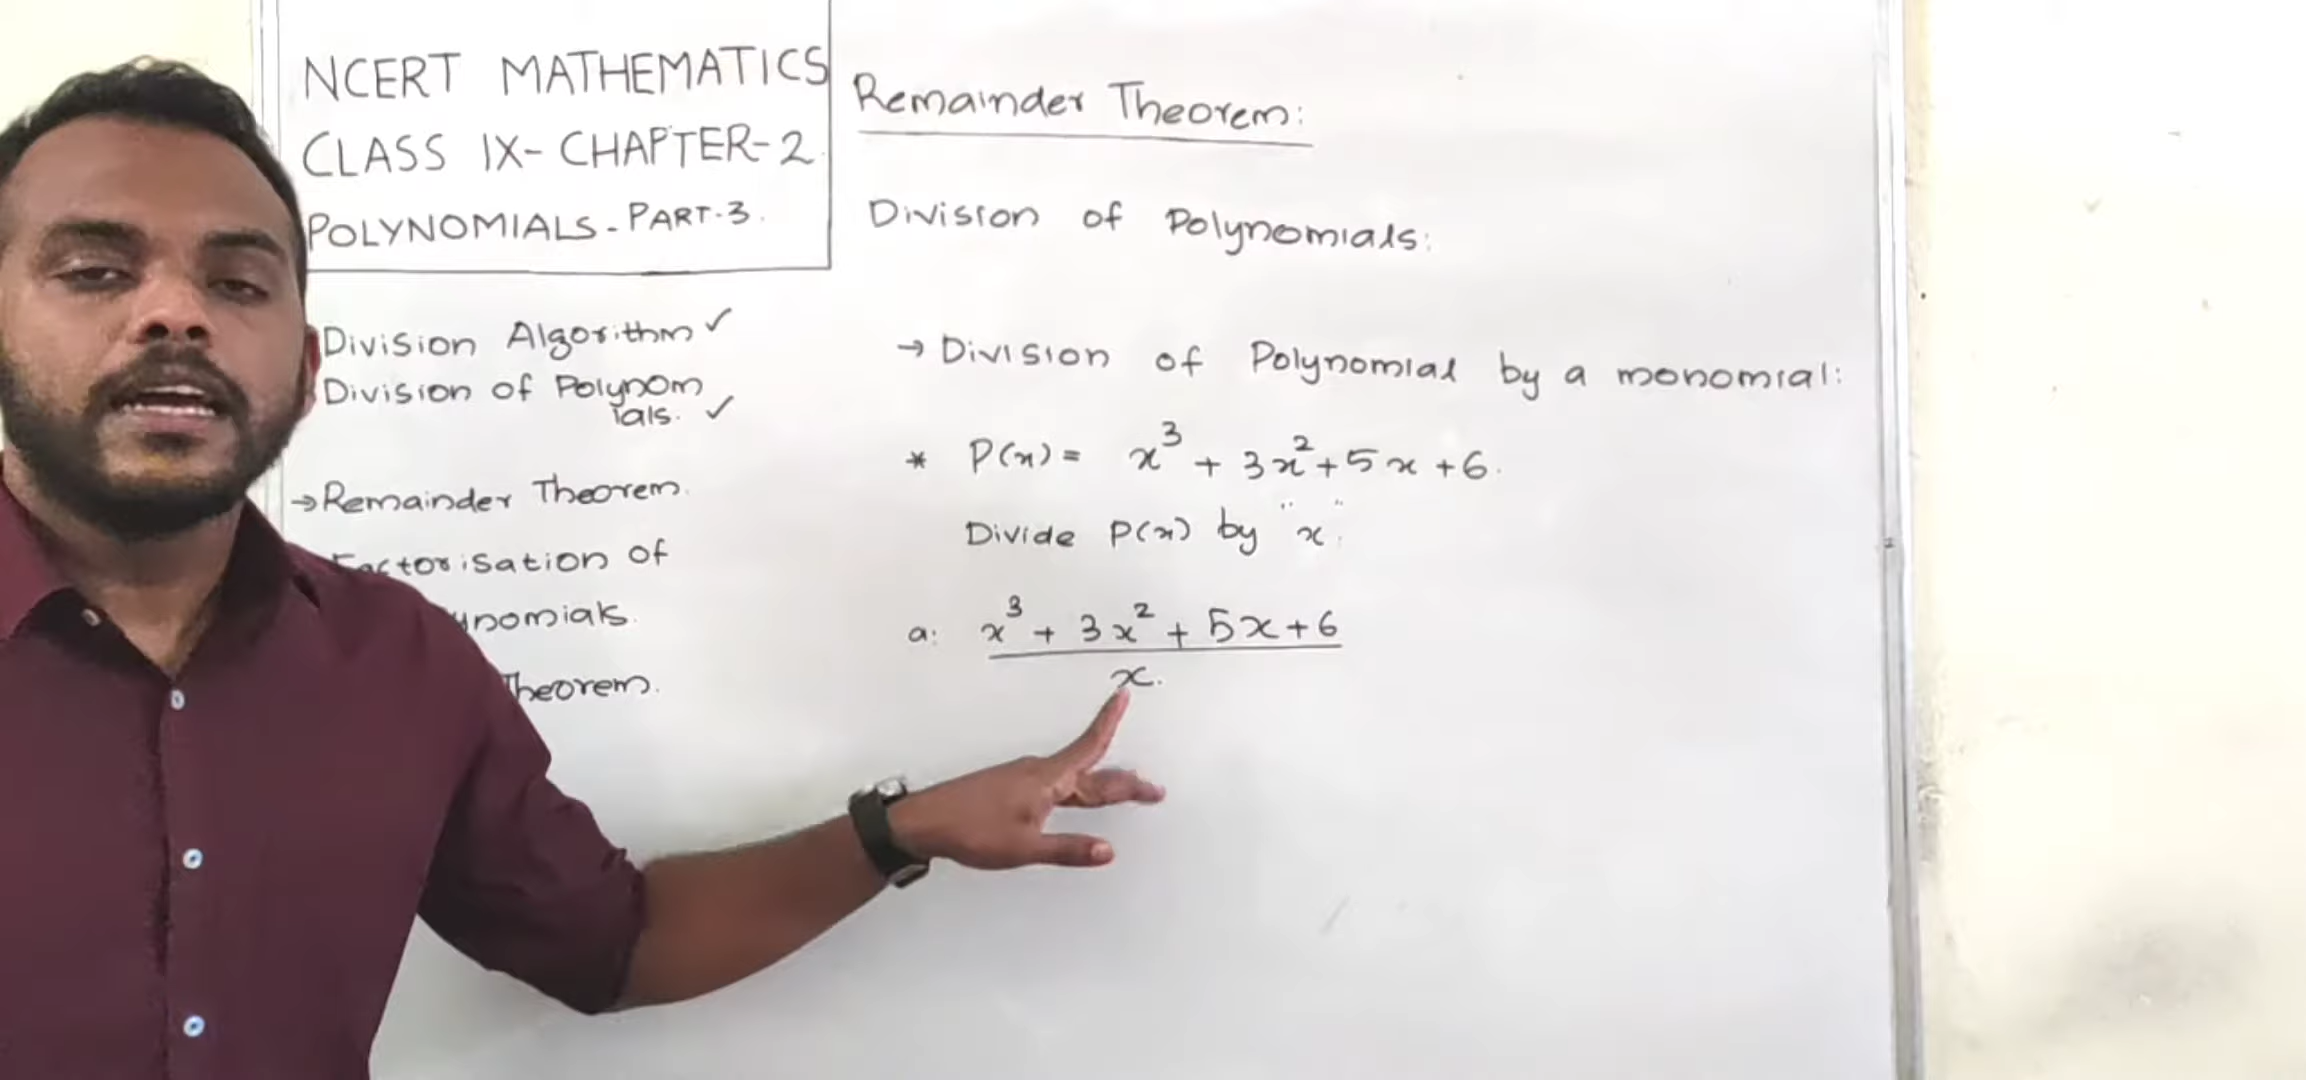 NCERT MATHEMATICS
CLASS IX- CHAPTER-2
POLYNOMIALS - PART-3.
Division Algorithm ✓
Division of Polynom
ials. ✓
→ Remainder Theorem.
Factorisation of
ynomials.
Theorem.
Remainder Theorem:
Division of Polynomials:
→ Division of Polynomial by a monomial:
* P(x) = x³ + 3x² + 5x + 6.
Divide P(x) by "x".
a: x³ + 3x² + 5x + 6
x.